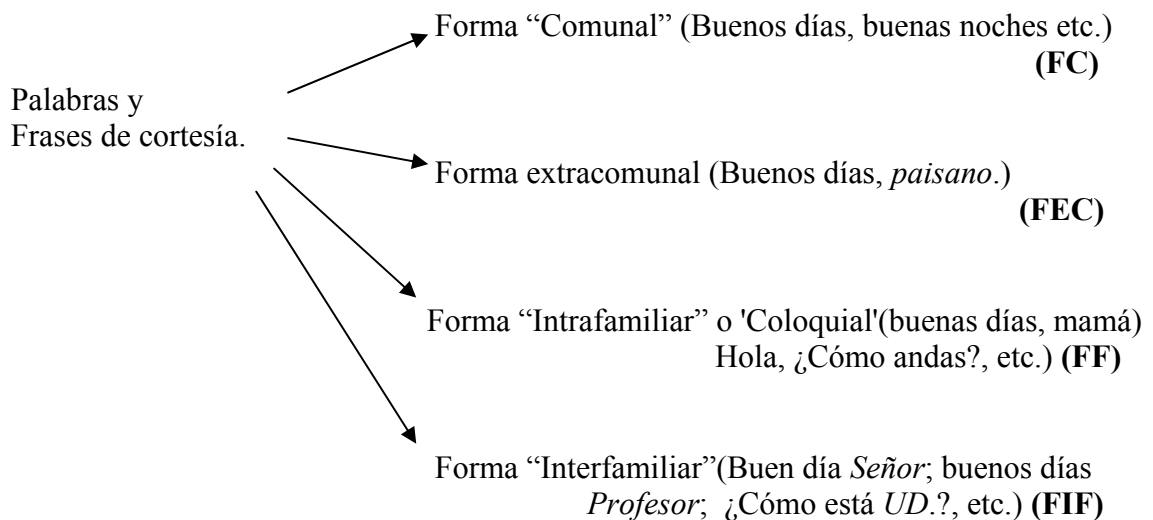 Forma “Comunal” (Buenos días, buenas noches etc.)
(FC)
Palabras y
Frases de cortesía.
Forma extracomunal (Buenos días, paisano.)
(FEC)
Forma “Intrafamiliar” o 'Coloquial'(buenas días, mamá)
Hola, ¿Cómo andas?, etc.) (FF)
Forma “Interfamiliar”(Buen día Señor; buenos días
Profesor; ¿Cómo está UD.?, etc.) (FIF)